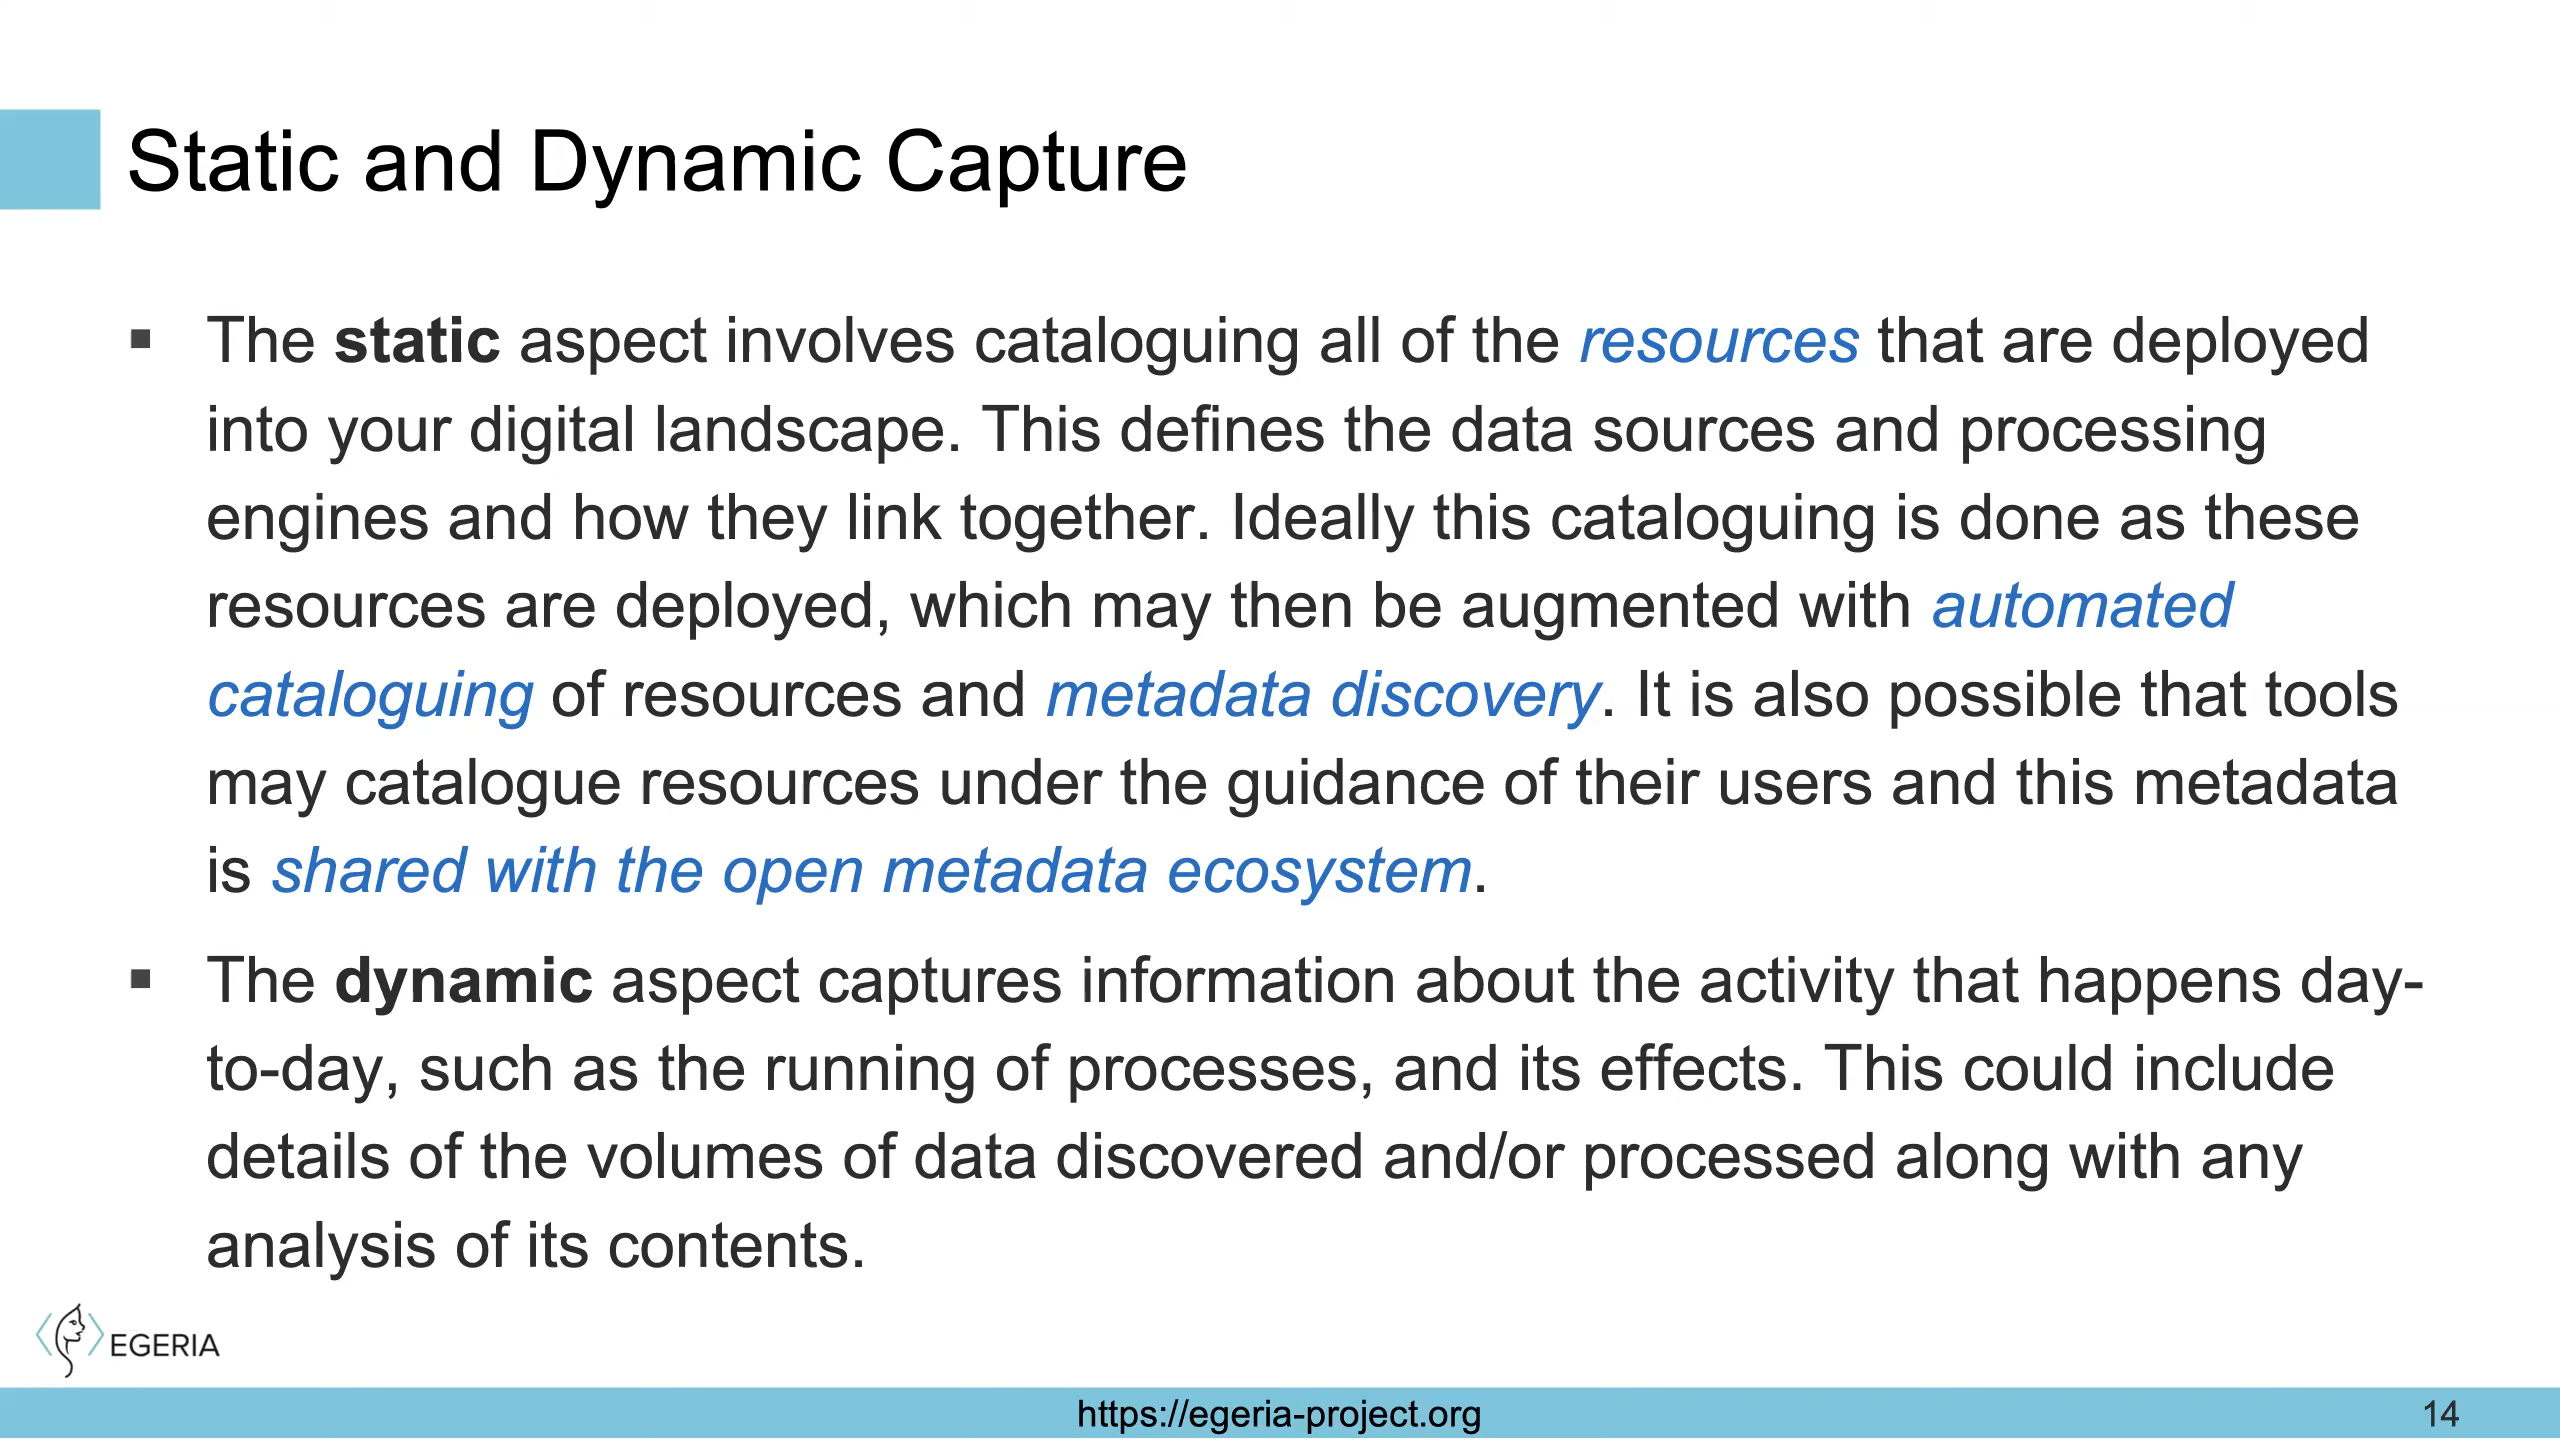 Static and Dynamic Capture
▪ The static aspect involves cataloguing all of the resources that are deployed
into your digital landscape. This defines the data sources and processing
engines and how they link together. Ideally this cataloguing is done as these
resources are deployed, which may then be augmented with automated
cataloguing of resources and metadata discovery. It is also possible that tools
may catalogue resources under the guidance of their users and this metadata
is shared with the open metadata ecosystem.
▪ The dynamic aspect captures information about the activity that happens day-
to-day, such as the running of processes, and its effects. This could include
details of the volumes of data discovered and/or processed along with any
analysis of its contents.
EGERIA
https://egeria-project.org
14